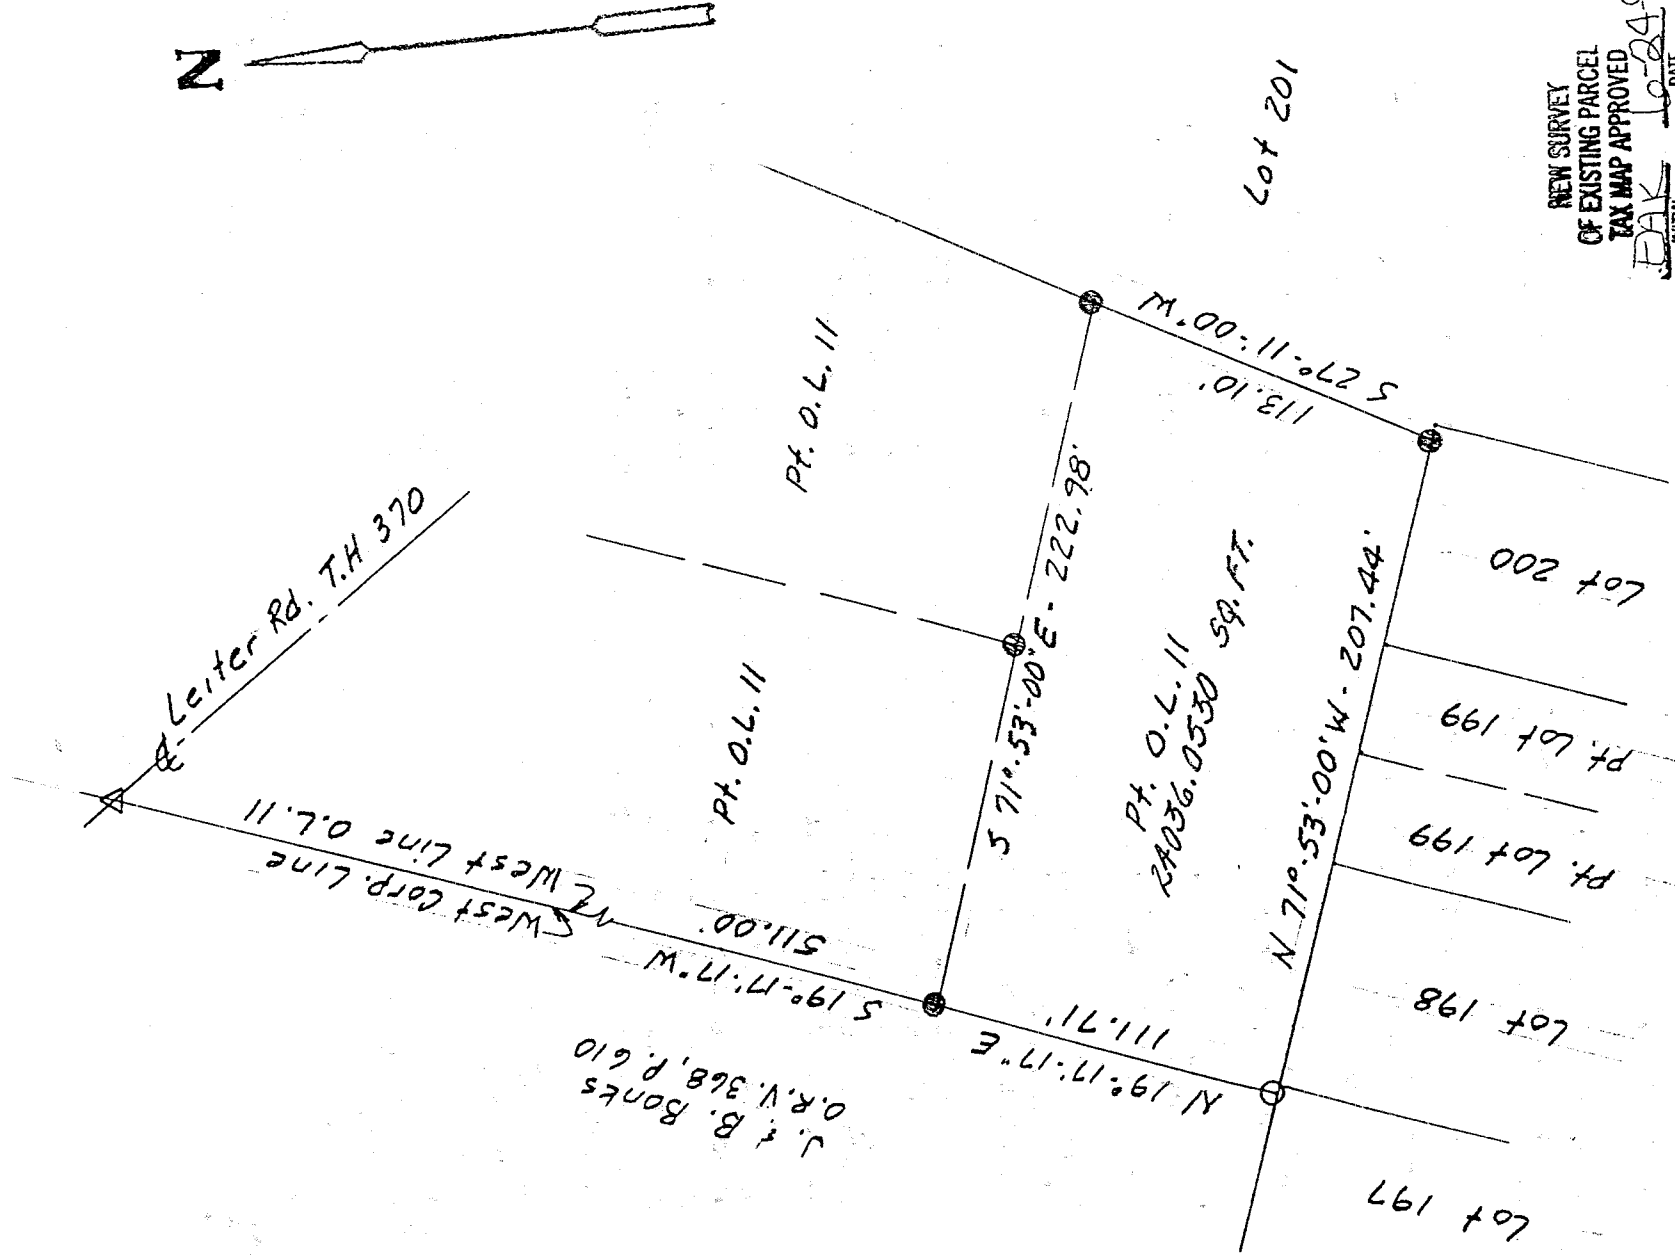 N
Lot 201
NEW SURVEY
OF EXISTING PARCEL
TAX MAP APPROVED
DATE
Leiter Rd. T.H 370
Pt. O.L. 11
Pt. O.L. 11
West Line O.L. 11
West Corp. Line
511.00'
S 19°-17'-17" W
J. & B. Bonts
O.R.V. 368, P. 610
S 71°-53'-00" E - 222.98'
S 27°-11'-00" W
113.10'
Pt. O.L. 11
24036.0530 SQ. FT.
N 71°-53'-00" W - 207.44'
111.71'
N 19°-17'-17" E
Lot 200
Pt. Lot 199
Pt. Lot 199
Lot 198
Lot 197